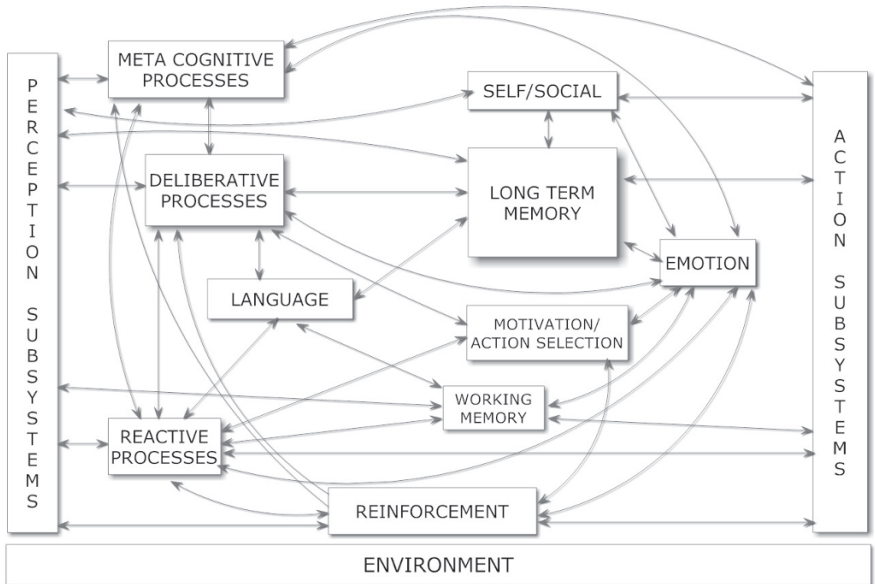 META COGNITIVE
PROCESSES
PERCEPTION SUBSYSTEMS
SELF/SOCIAL
ACTION SUBSYSTEMS
DELIBERATIVE
PROCESSES
LONG TERM
MEMORY
EMOTION
LANGUAGE
MOTIVATION/
ACTION SELECTION
WORKING
MEMORY
REACTIVE
PROCESSES
REINFORCEMENT
ENVIRONMENT